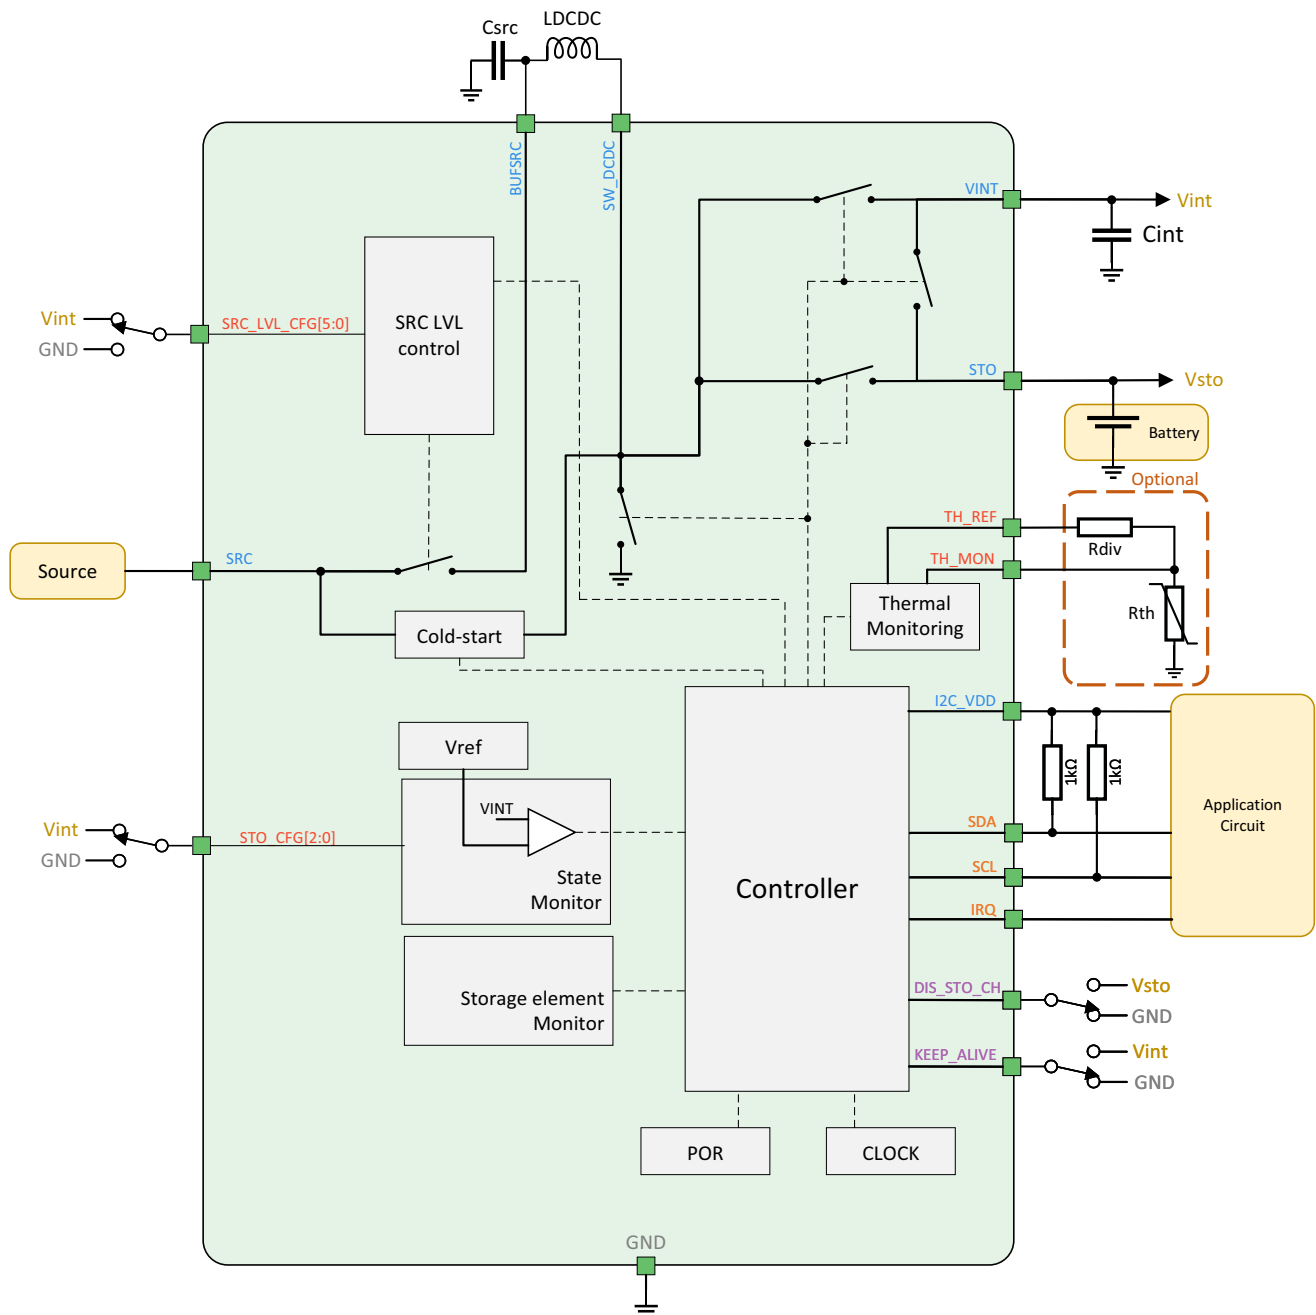 Csrc
LDCDC
BUFSRC
SW_DCDC
VINT
Vint
Cint
SRC LVL
control
Vint
SRC_LVL_CFG[5:0]
GND
STO
Vsto
Battery
Optional
TH_REF
Rdiv
TH_MON
Source
SRC
Thermal
Monitoring
Rth
Cold-start
I2C_VDD
Vref
1kΩ
1kΩ
VINT
Application
Circuit
Vint
STO_CFG[2:0]
GND
SDA
State
Monitor
SCL
Controller
IRQ
Storage element
Monitor
DIS_STO_CH
Vsto
GND
KEEP_ALIVE
Vint
GND
POR
CLOCK
GND